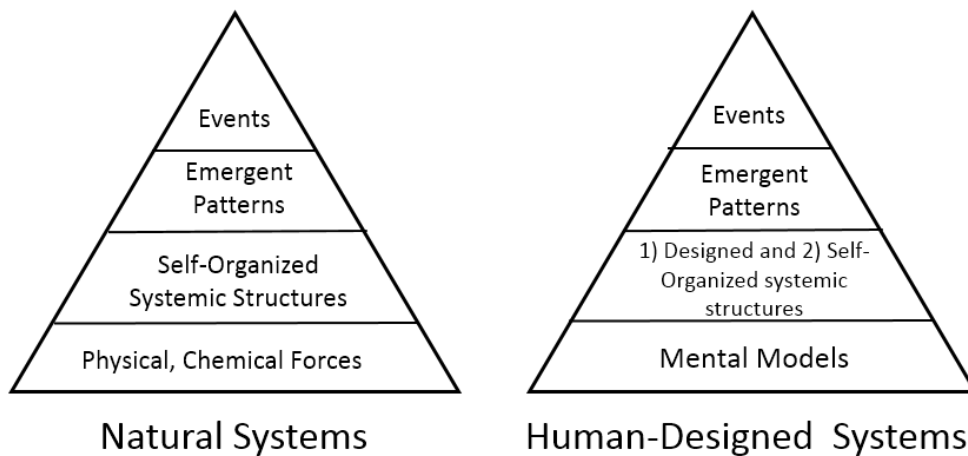 Events
Emergent
Patterns
Self-Organized
Systemic Structures
Physical, Chemical Forces
Natural Systems
Events
Emergent
Patterns
1) Designed and 2) Self-
Organized systemic
structures
Mental Models
Human-Designed Systems